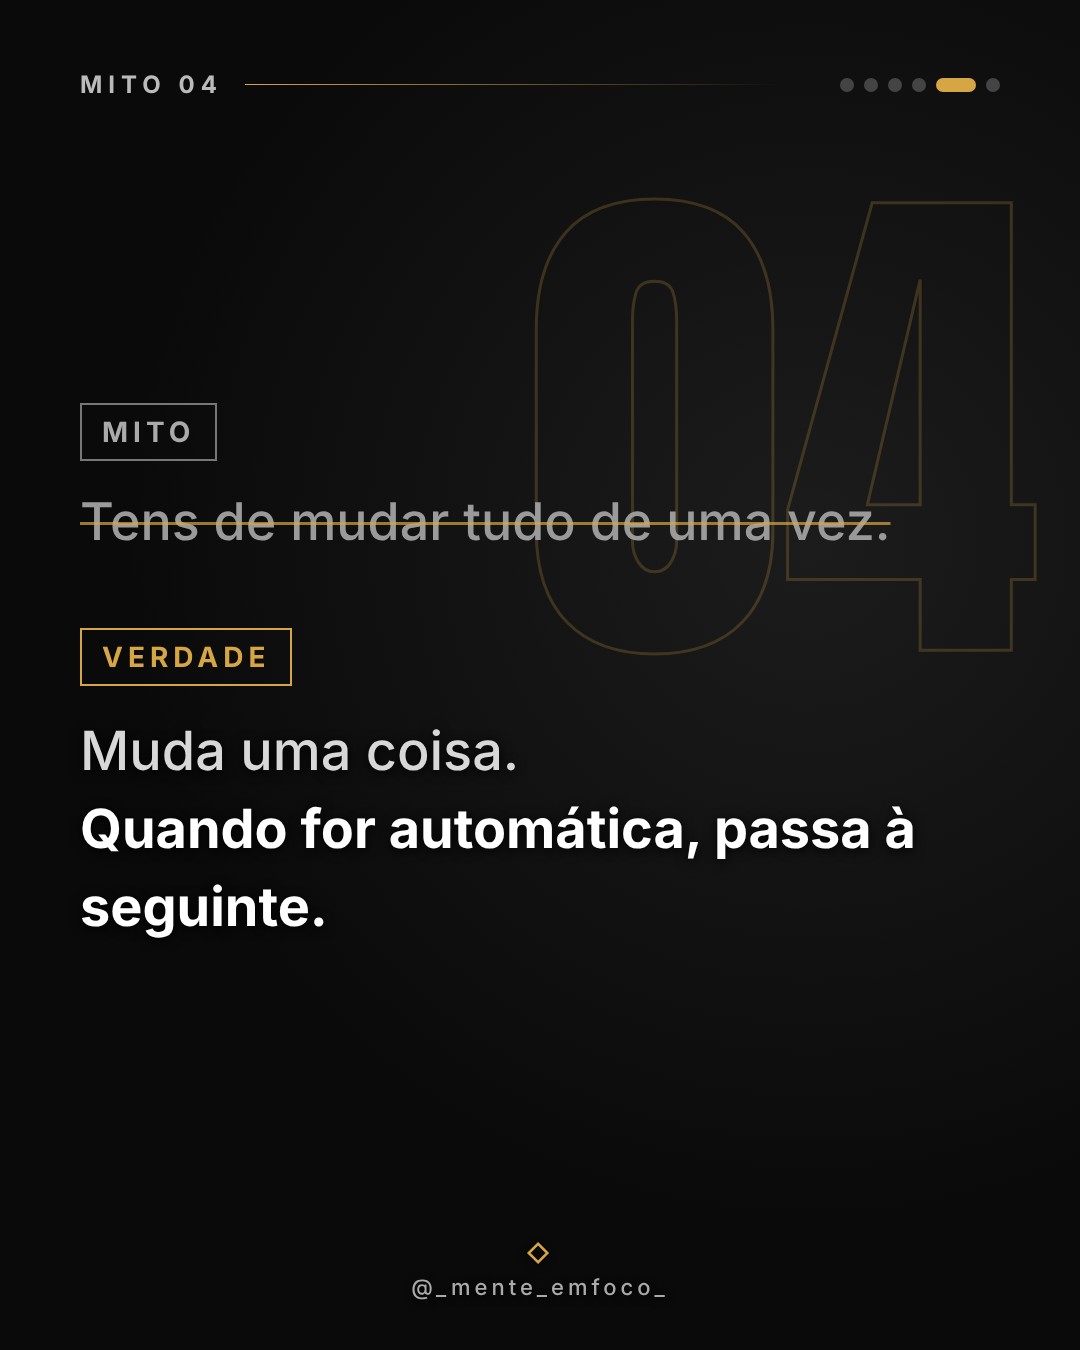 MITO 04
04
MITO
Tens de mudar tudo de uma vez.
VERDADE
Muda uma coisa.
Quando for automática, passa à
seguinte.
@_mente_emfoco_